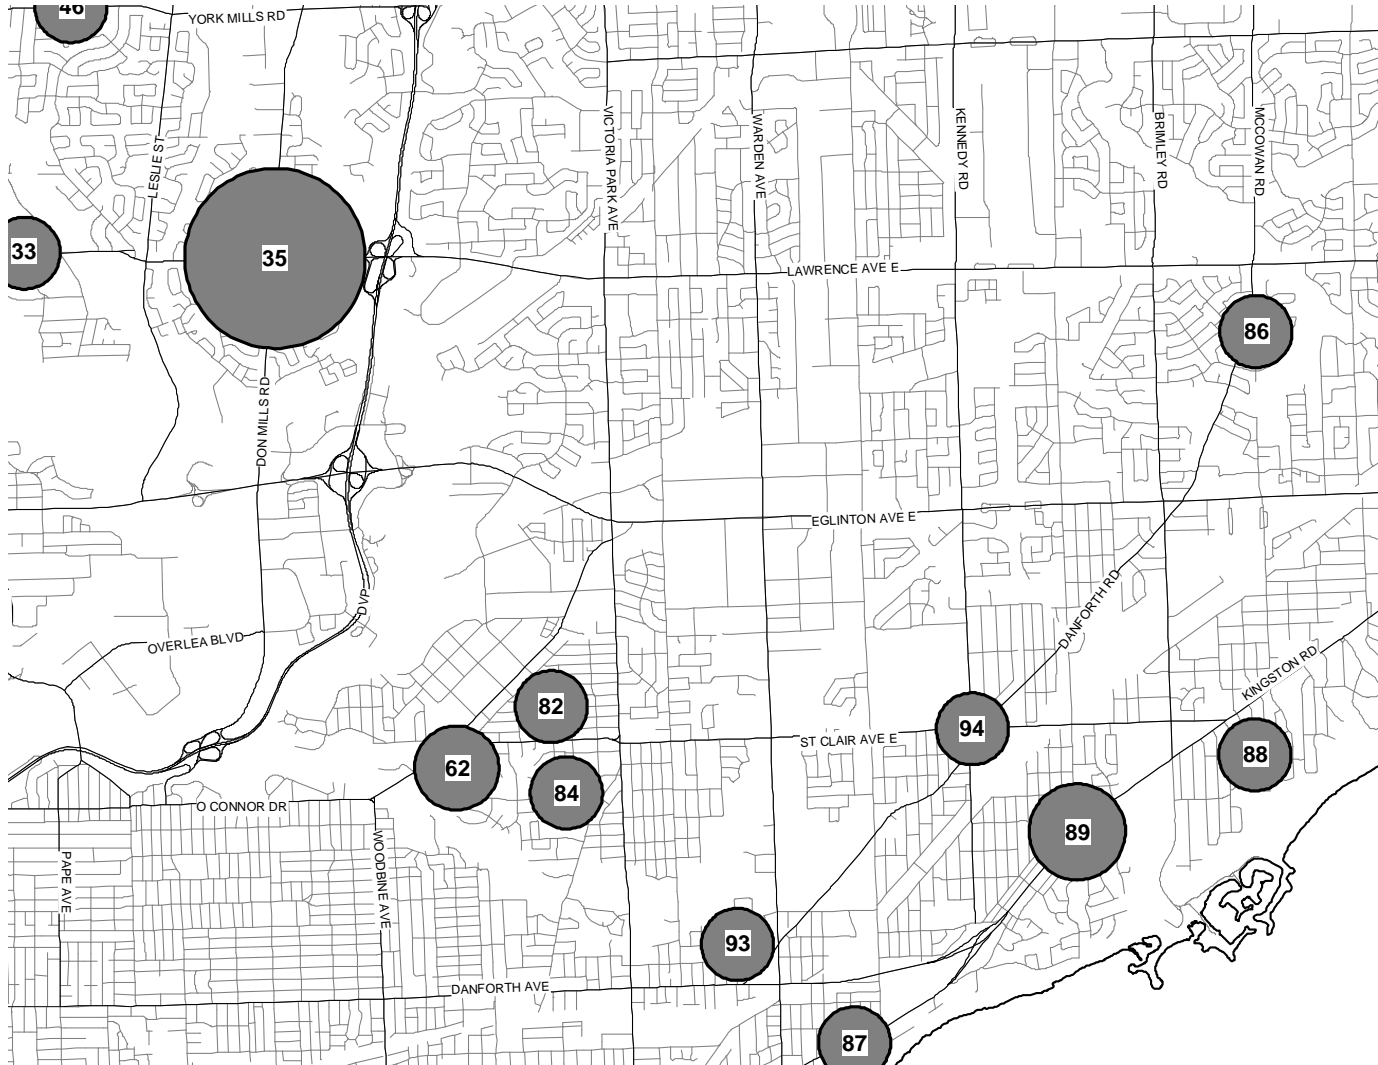 46
YORK MILLS RD
LESLIE ST
VICTORIA PARK AVE
WARDEN AVE
KENNEDY RD
BRIMLEY RD
MCCOWAN RD
33
35
LAWRENCE AVE E
86
DON MILLS RD
EGLINTON AVE E
DVP
DANFORTH RD
OVERLEA BLVD
KINGSTON RD
82
94
ST CLAIR AVE E
88
62
84
O CONNOR DR
89
PAPE AVE
WOODBINE AVE
93
DANFORTH AVE
87